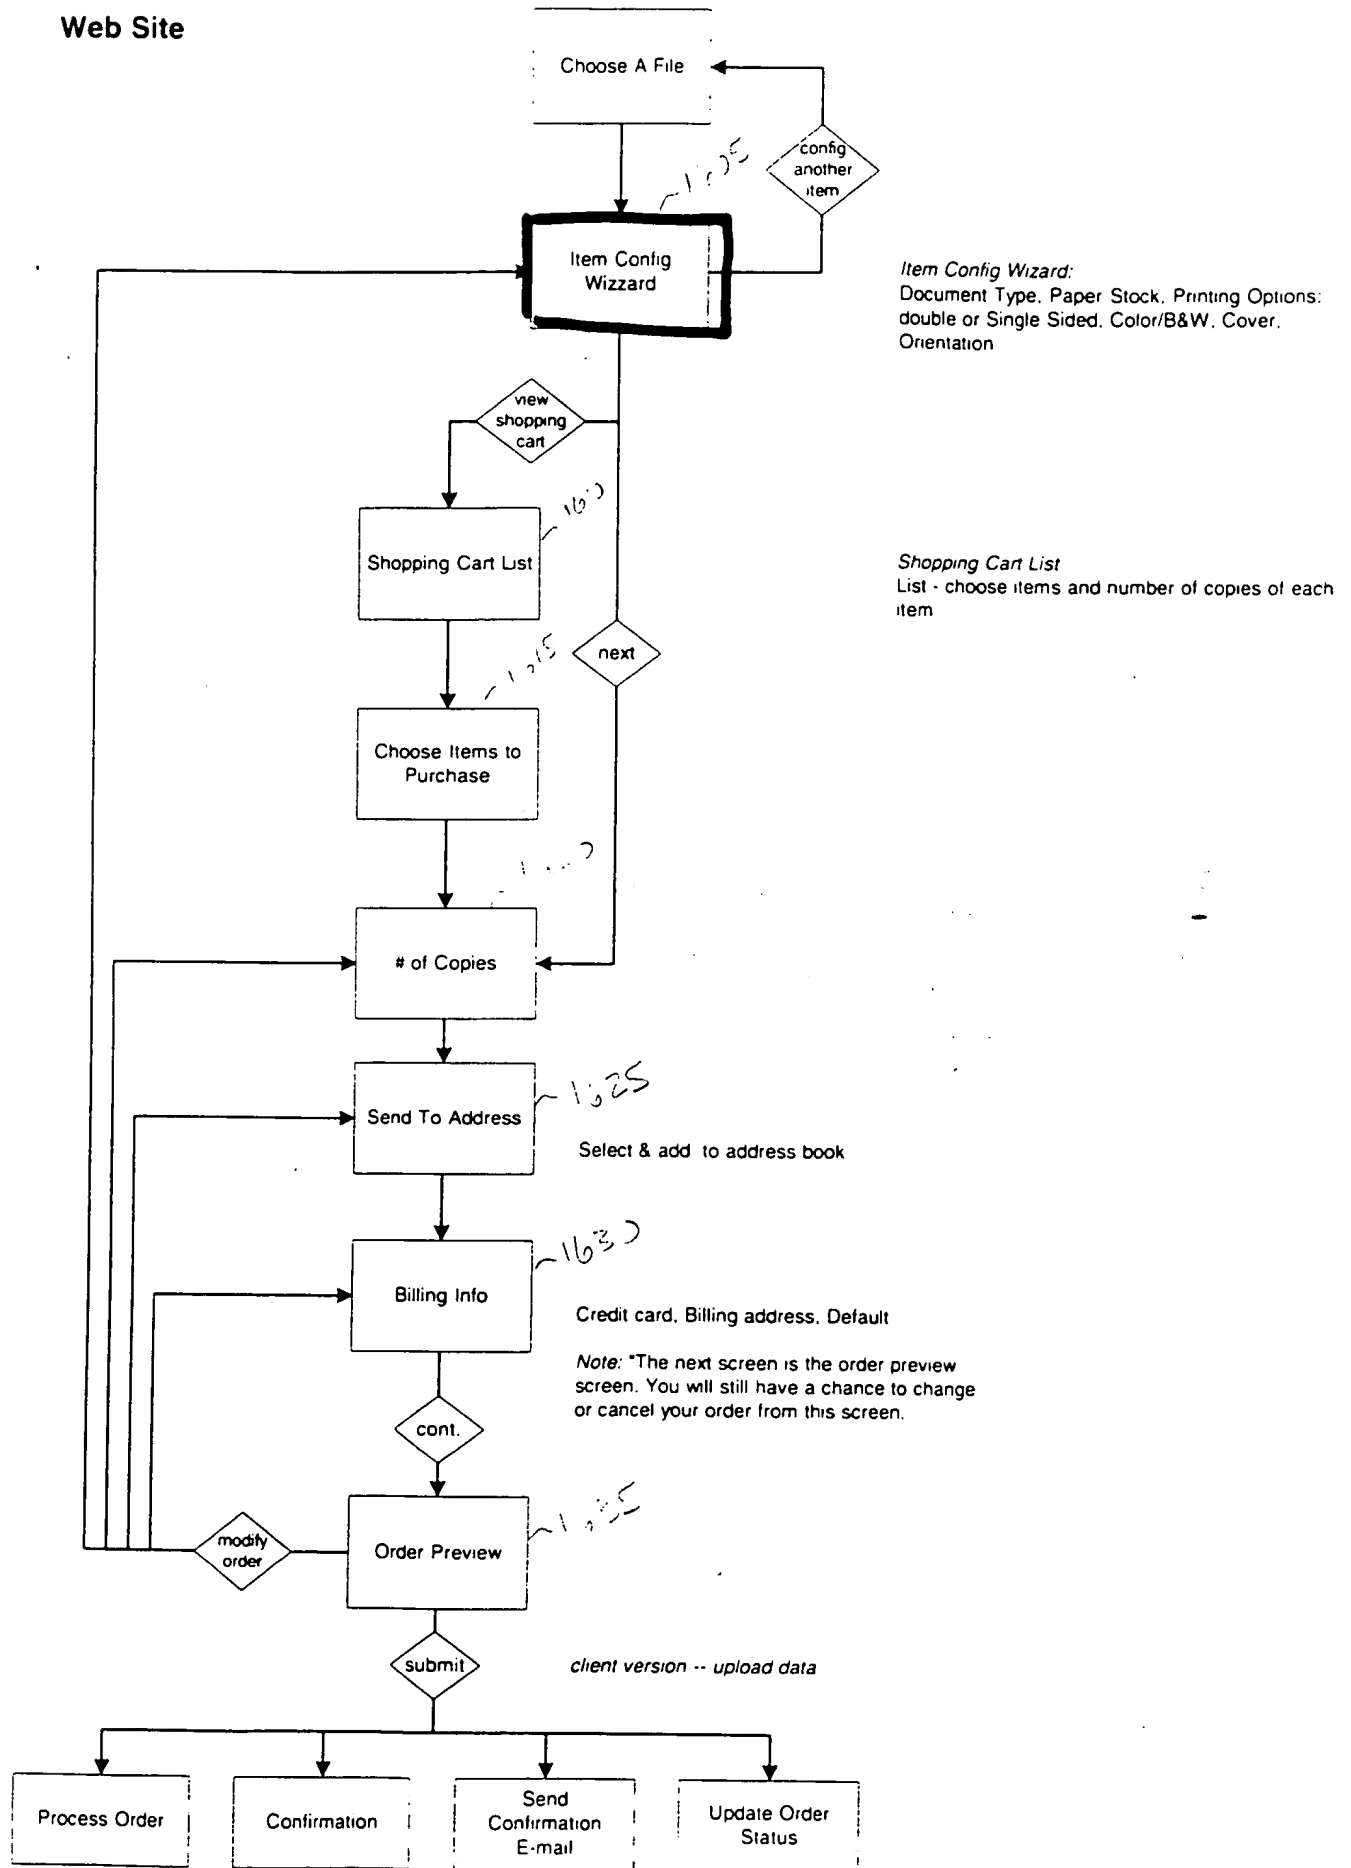 Web Site
Choose A File
config
another
item
Item Config
Wizzard
Item Config Wizard:
Document Type, Paper Stock, Printing Options:
double or Single Sided, Color/B&W, Cover,
Orientation
view
shopping
cart
Shopping Cart List
Shopping Cart List
List - choose items and number of copies of each
item
next
Choose Items to
Purchase
# of Copies
Send To Address
1625
Select & add to address book
Billing Info
1630
Credit card, Billing address, Default
Note: "The next screen is the order preview
screen. You will still have a chance to change
or cancel your order from this screen.
cont.
Order Preview
modify
order
submit
client version -- upload data
Process Order
Confirmation
Send
Confirmation
E-mail
Update Order
Status